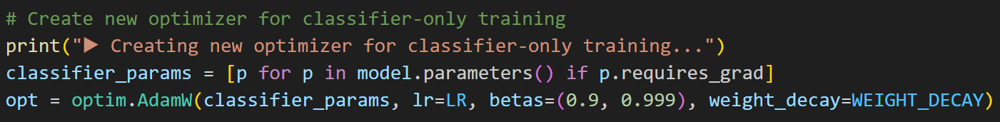 # Create new optimizer for classifier-only training
print("▶ Creating new optimizer for classifier-only training...")
classifier_params = [p for p in model.parameters() if p.requires_grad]
opt = optim.AdamW(classifier_params, lr=LR, betas=(0.9, 0.999), weight_decay=WEIGHT_DECAY)